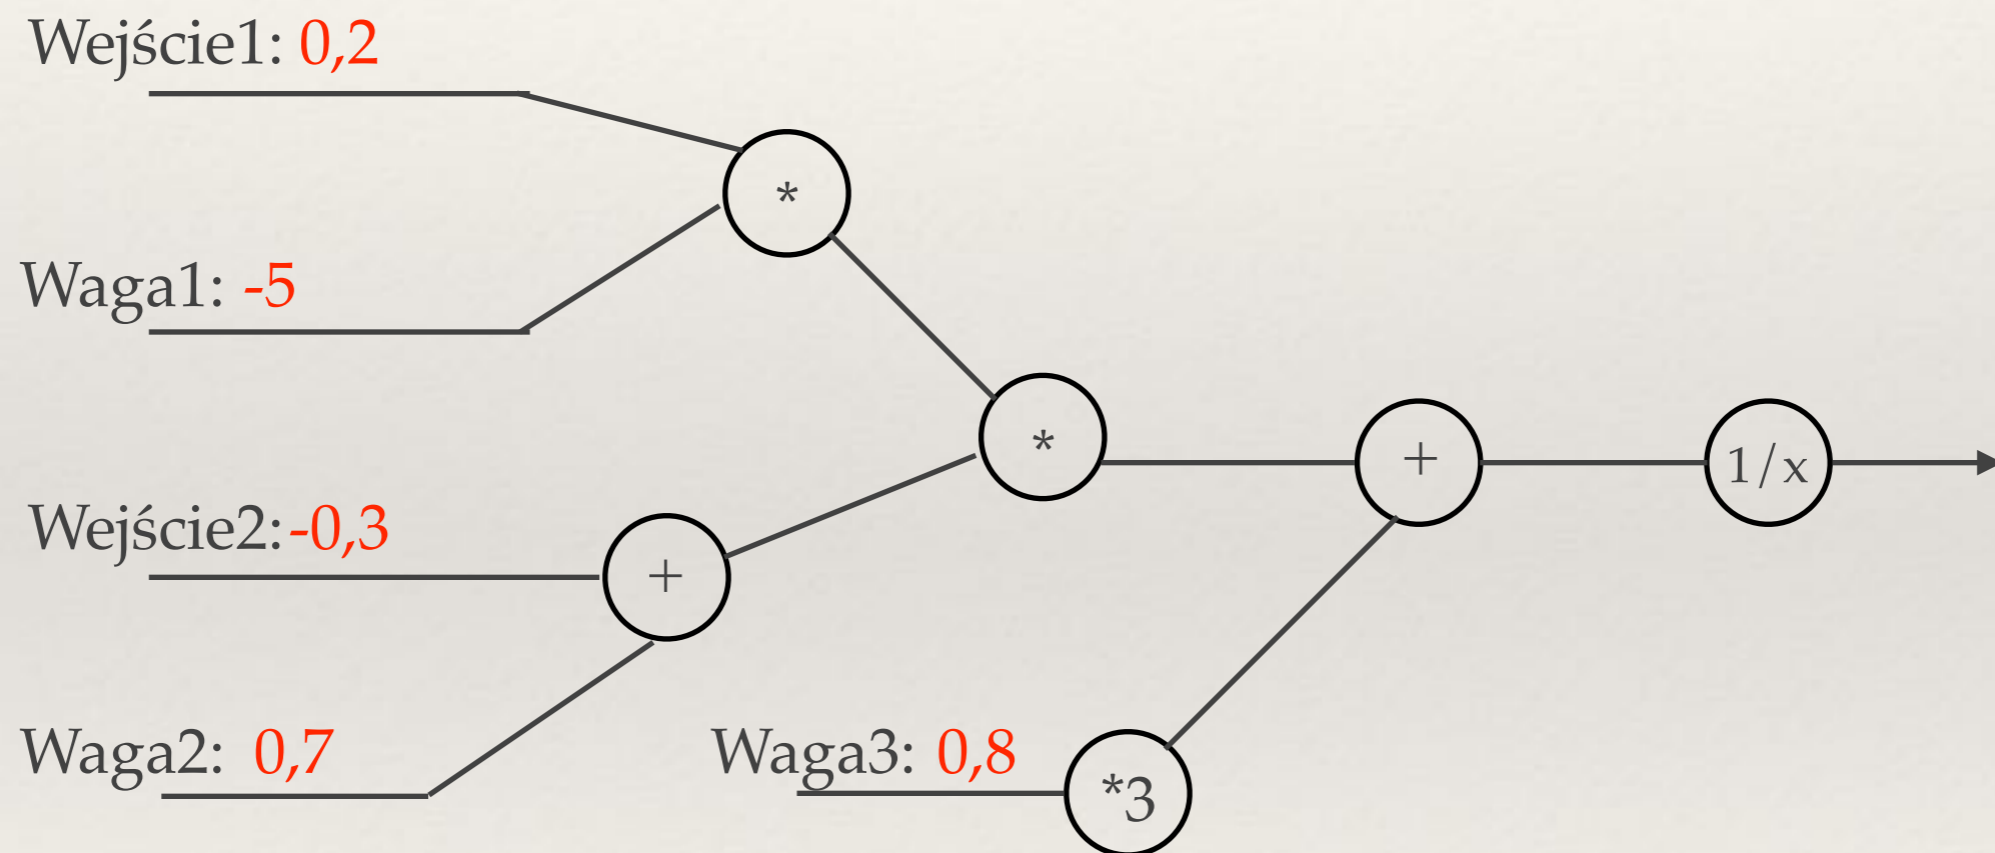 Wejście1: 0,2
*
Waga1: -5
*
+
1/x
Wejście2:-0,3
+
Waga2: 0,7
Waga3: 0,8
*3